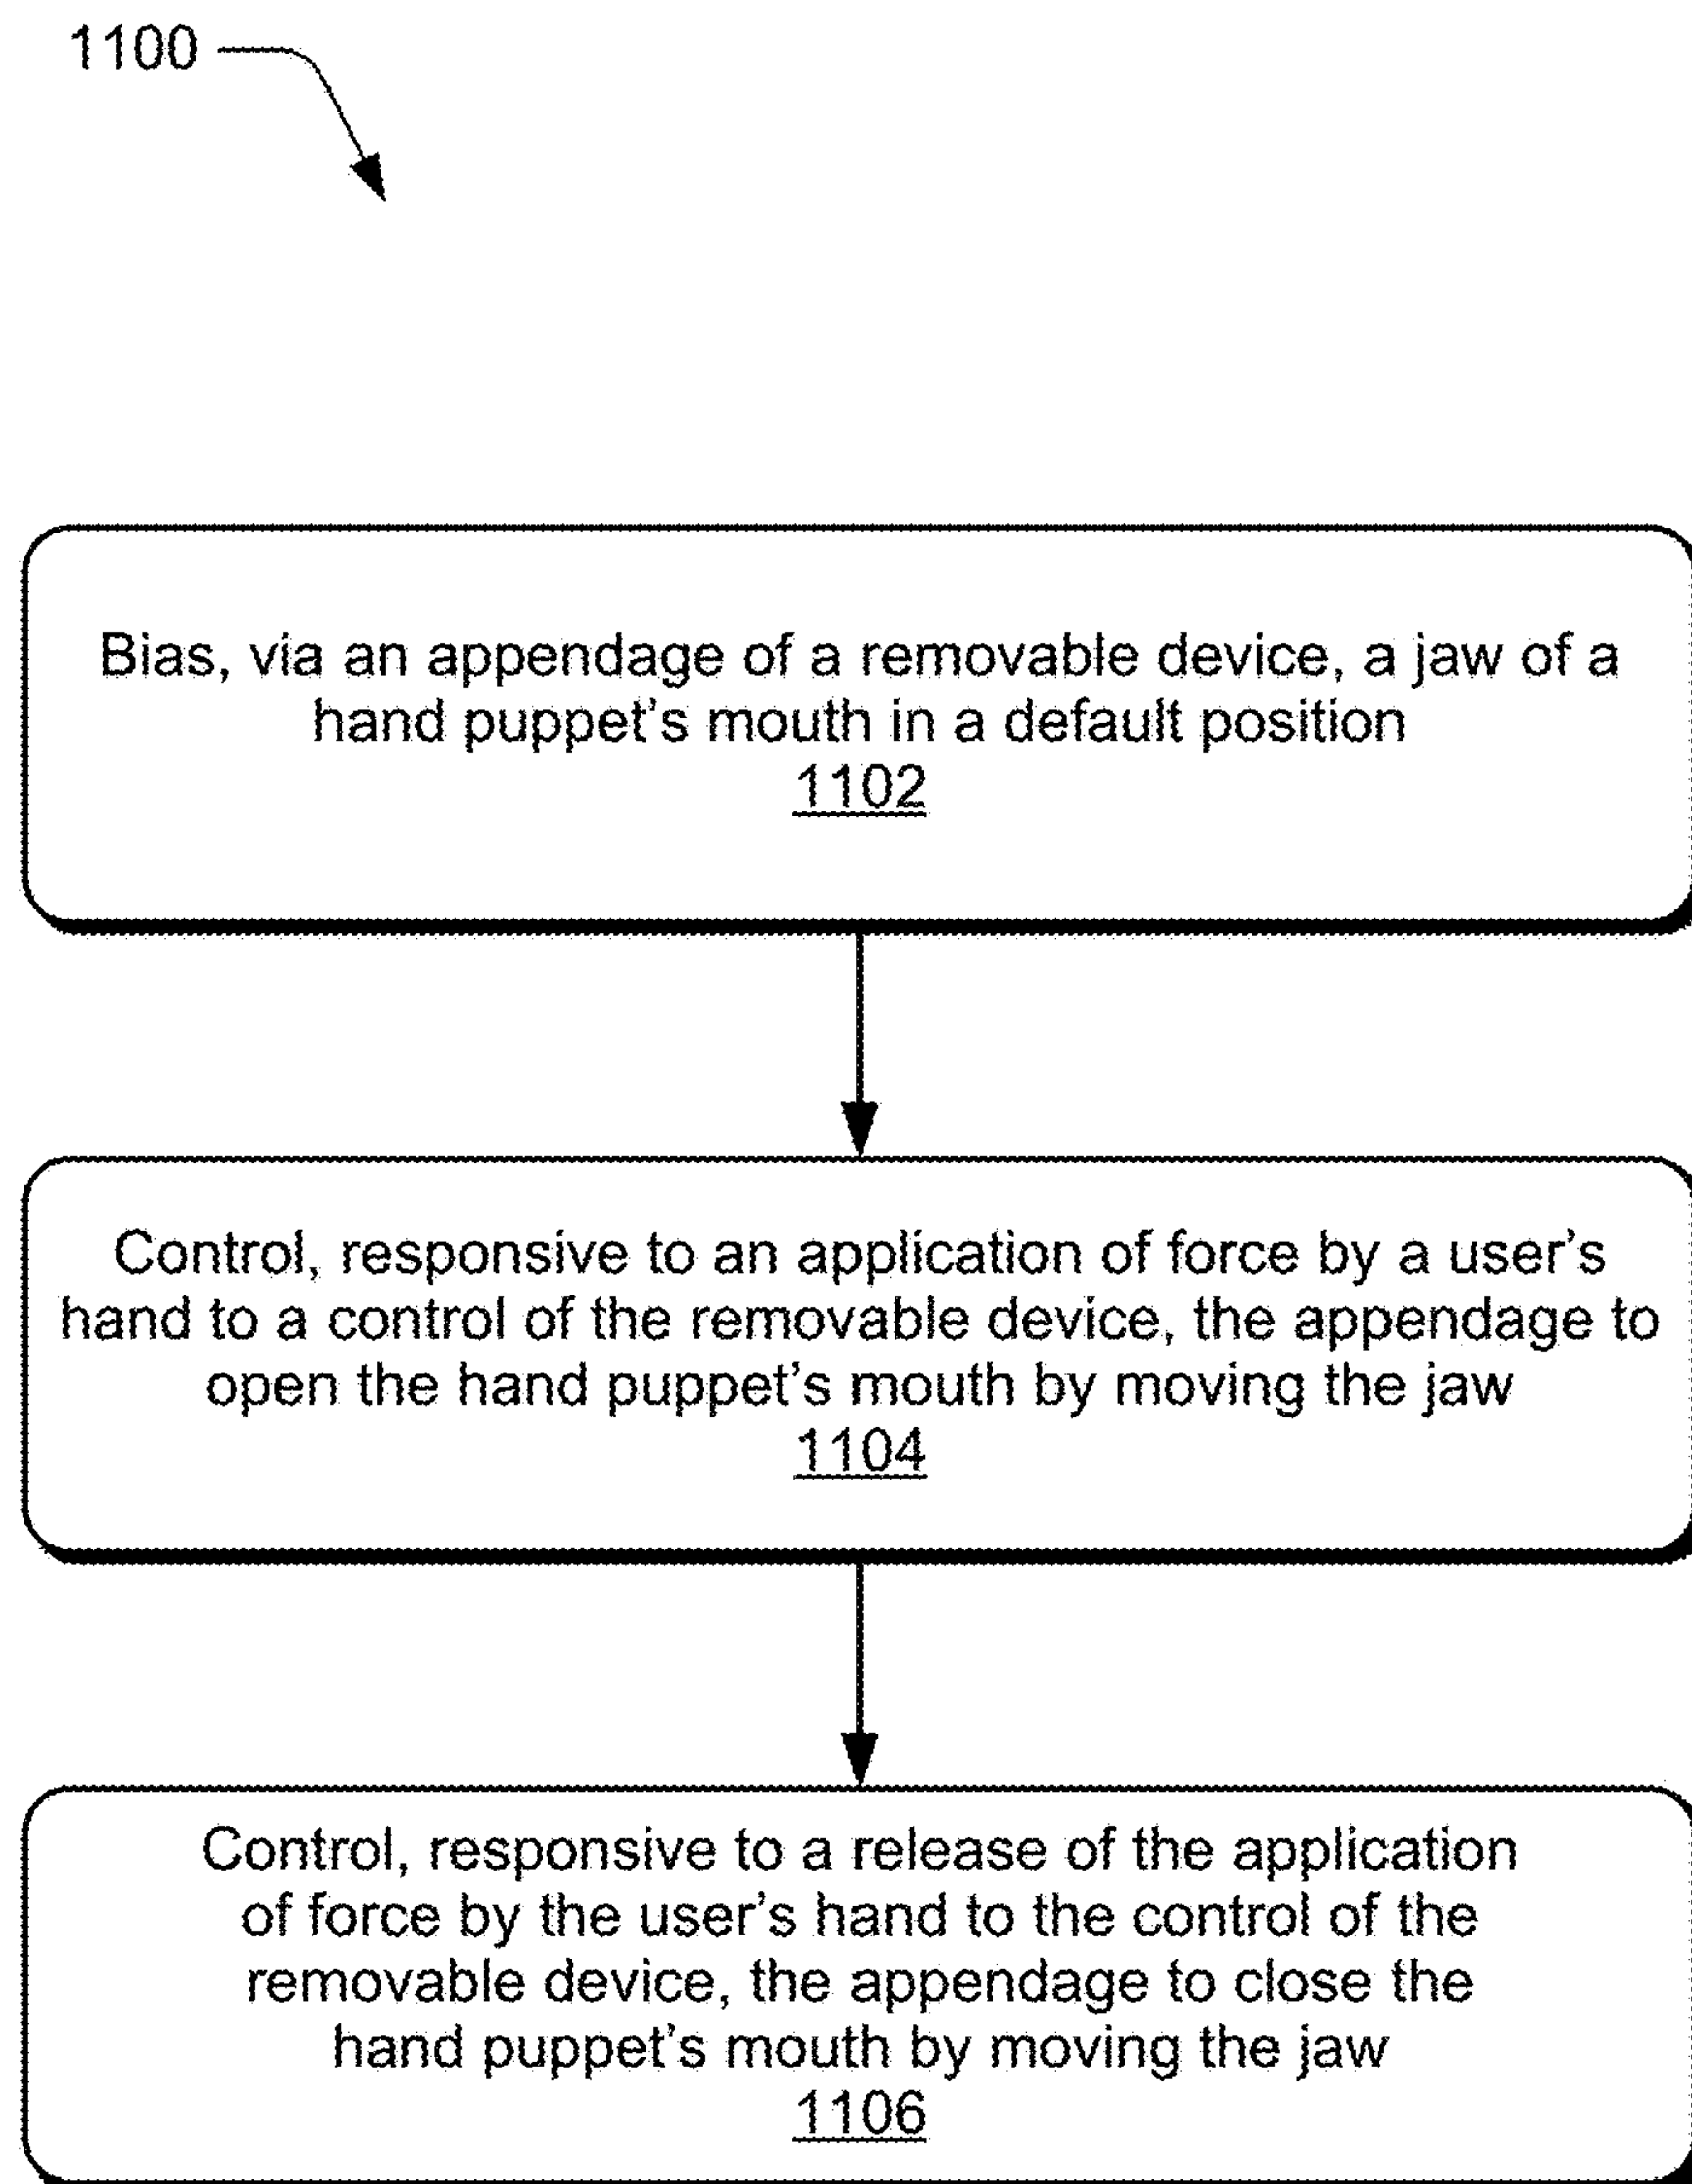 1100
Bias, via an appendage of a removable device, a jaw of a
hand puppet's mouth in a default position
1102
Control, responsive to an application of force by a user's
hand to a control of the removable device, the appendage to
open the hand puppet's mouth by moving the jaw
1104
Control, responsive to a release of the application
of force by the user's hand to the control of the
removable device, the appendage to close the
hand puppet's mouth by moving the jaw
1106